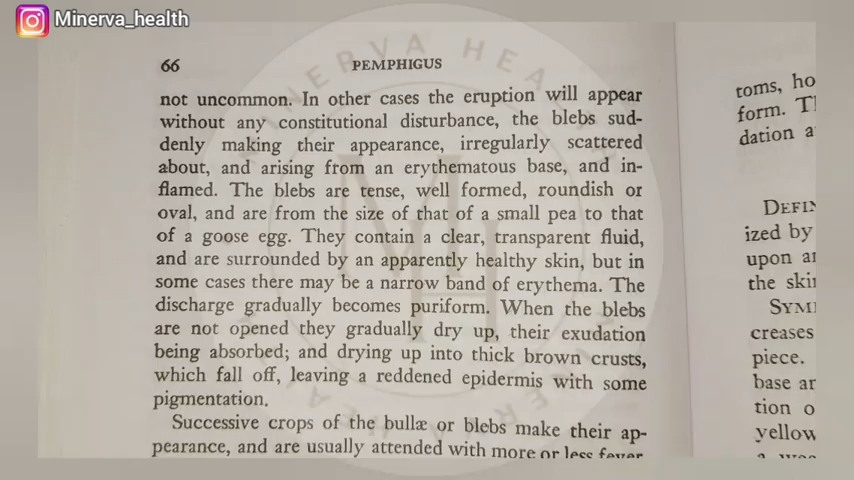 Minerva_health
66
PEMPHIGUS
not uncommon. In other cases the eruption will appear
without any constitutional disturbance, the blebs sud-
denly making their appearance, irregularly scattered
about, and arising from an erythematous base, and in-
flamed. The blebs are tense, well formed, roundish or
oval, and are from the size of that of a small pea to that
of a goose egg. They contain a clear, transparent fluid,
and are surrounded by an apparently healthy skin, but in
some cases there may be a narrow band of erythema. The
discharge gradually becomes puriform. When the blebs
are not opened they gradually dry up, their exudation
being absorbed; and drying up into thick brown crusts,
which fall off, leaving a reddened epidermis with some
pigmentation.
Successive crops of the bullæ or blebs make their ap-
pearance, and are usually attended with more or less fever
toms, ho
form. T
dation a
DEFIN
ized by
upon a
the ski
SYM
creases
piece.
base ar
tion o
yellow
MINERVA HEALTH
MH